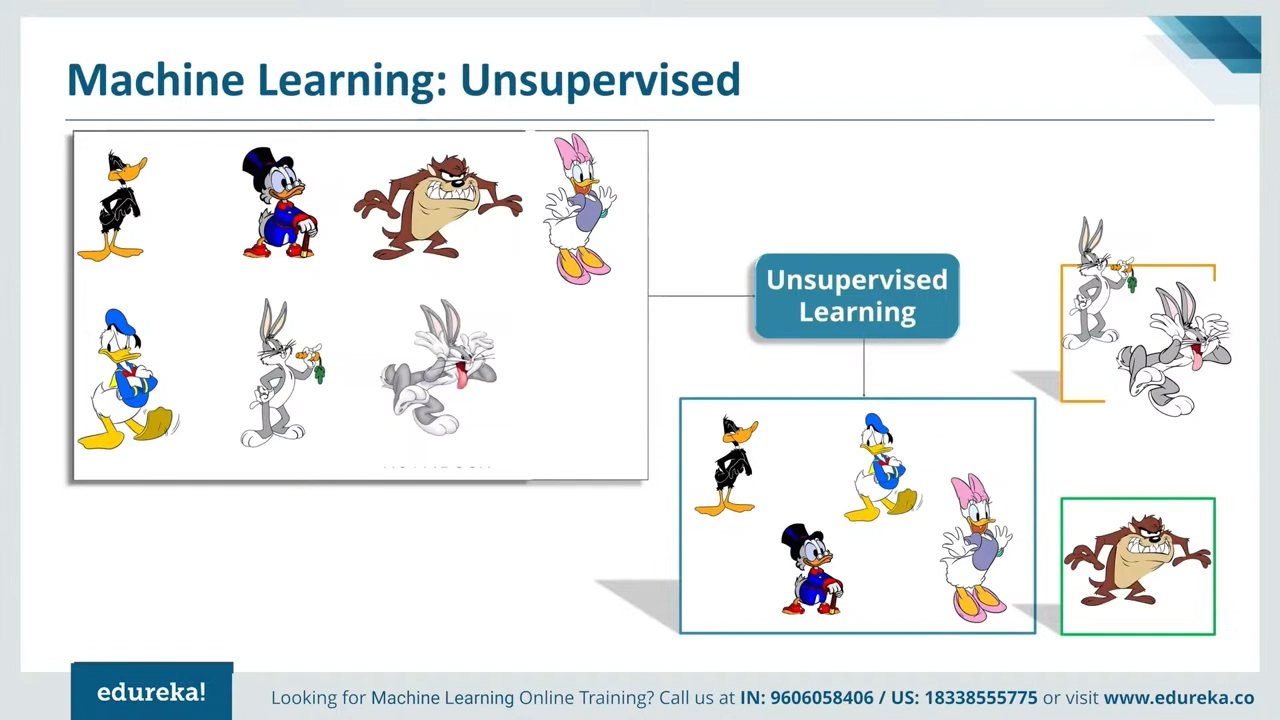 Machine Learning: Unsupervised
Unsupervised
Learning
edureka!
Looking for Machine Learning Online Training? Call us at IN: 9606058406 / US: 18338555775 or visit www.edureka.co